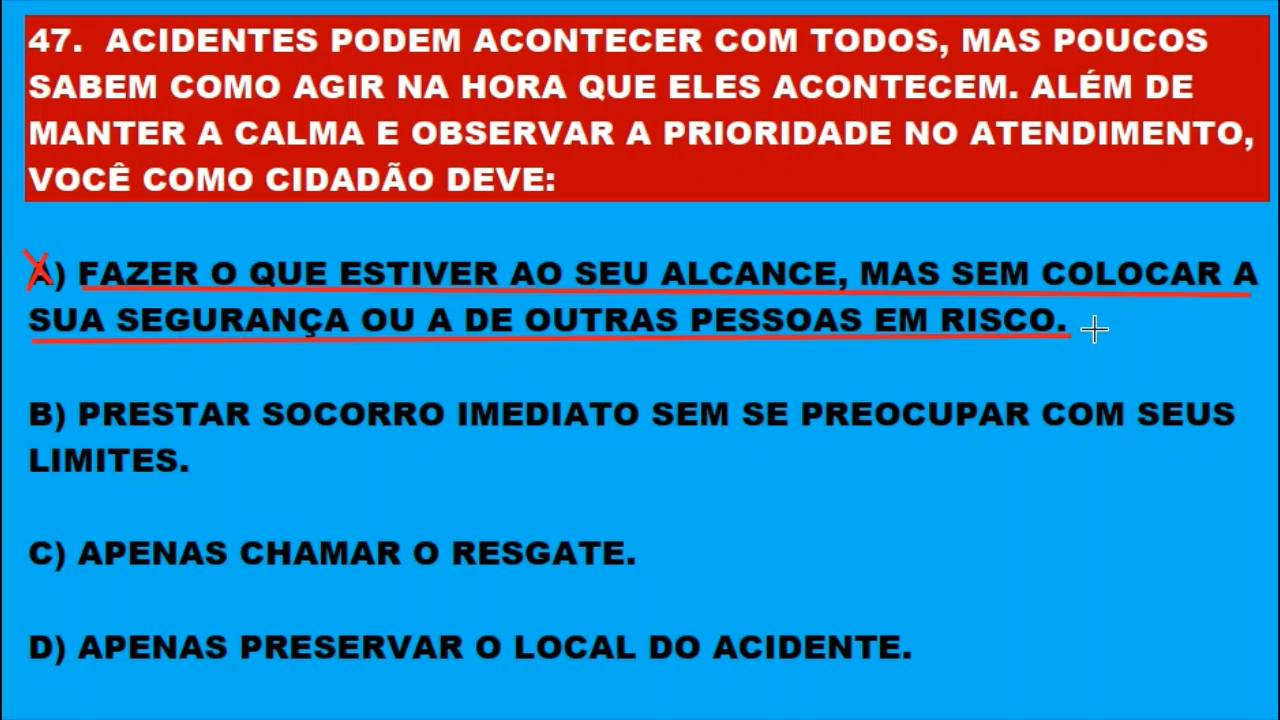 47. ACIDENTES PODEM ACONTECER COM TODOS, MAS POUCOS
SABEM COMO AGIR NA HORA QUE ELES ACONTECEM. ALÉM DE
MANTER A CALMA E OBSERVAR A PRIORIDADE NO ATENDIMENTO,
VOCÊ COMO CIDADÃO DEVE:
A) FAZER O QUE ESTIVER AO SEU ALCANCE, MAS SEM COLOCAR A
SUA SEGURANÇA OU A DE OUTRAS PESSOAS EM RISCO.
B) PRESTAR SOCORRO IMEDIATO SEM SE PREOCUPAR COM SEUS
LIMITES.
C) APENAS CHAMAR O RESGATE.
D) APENAS PRESERVAR O LOCAL DO ACIDENTE.